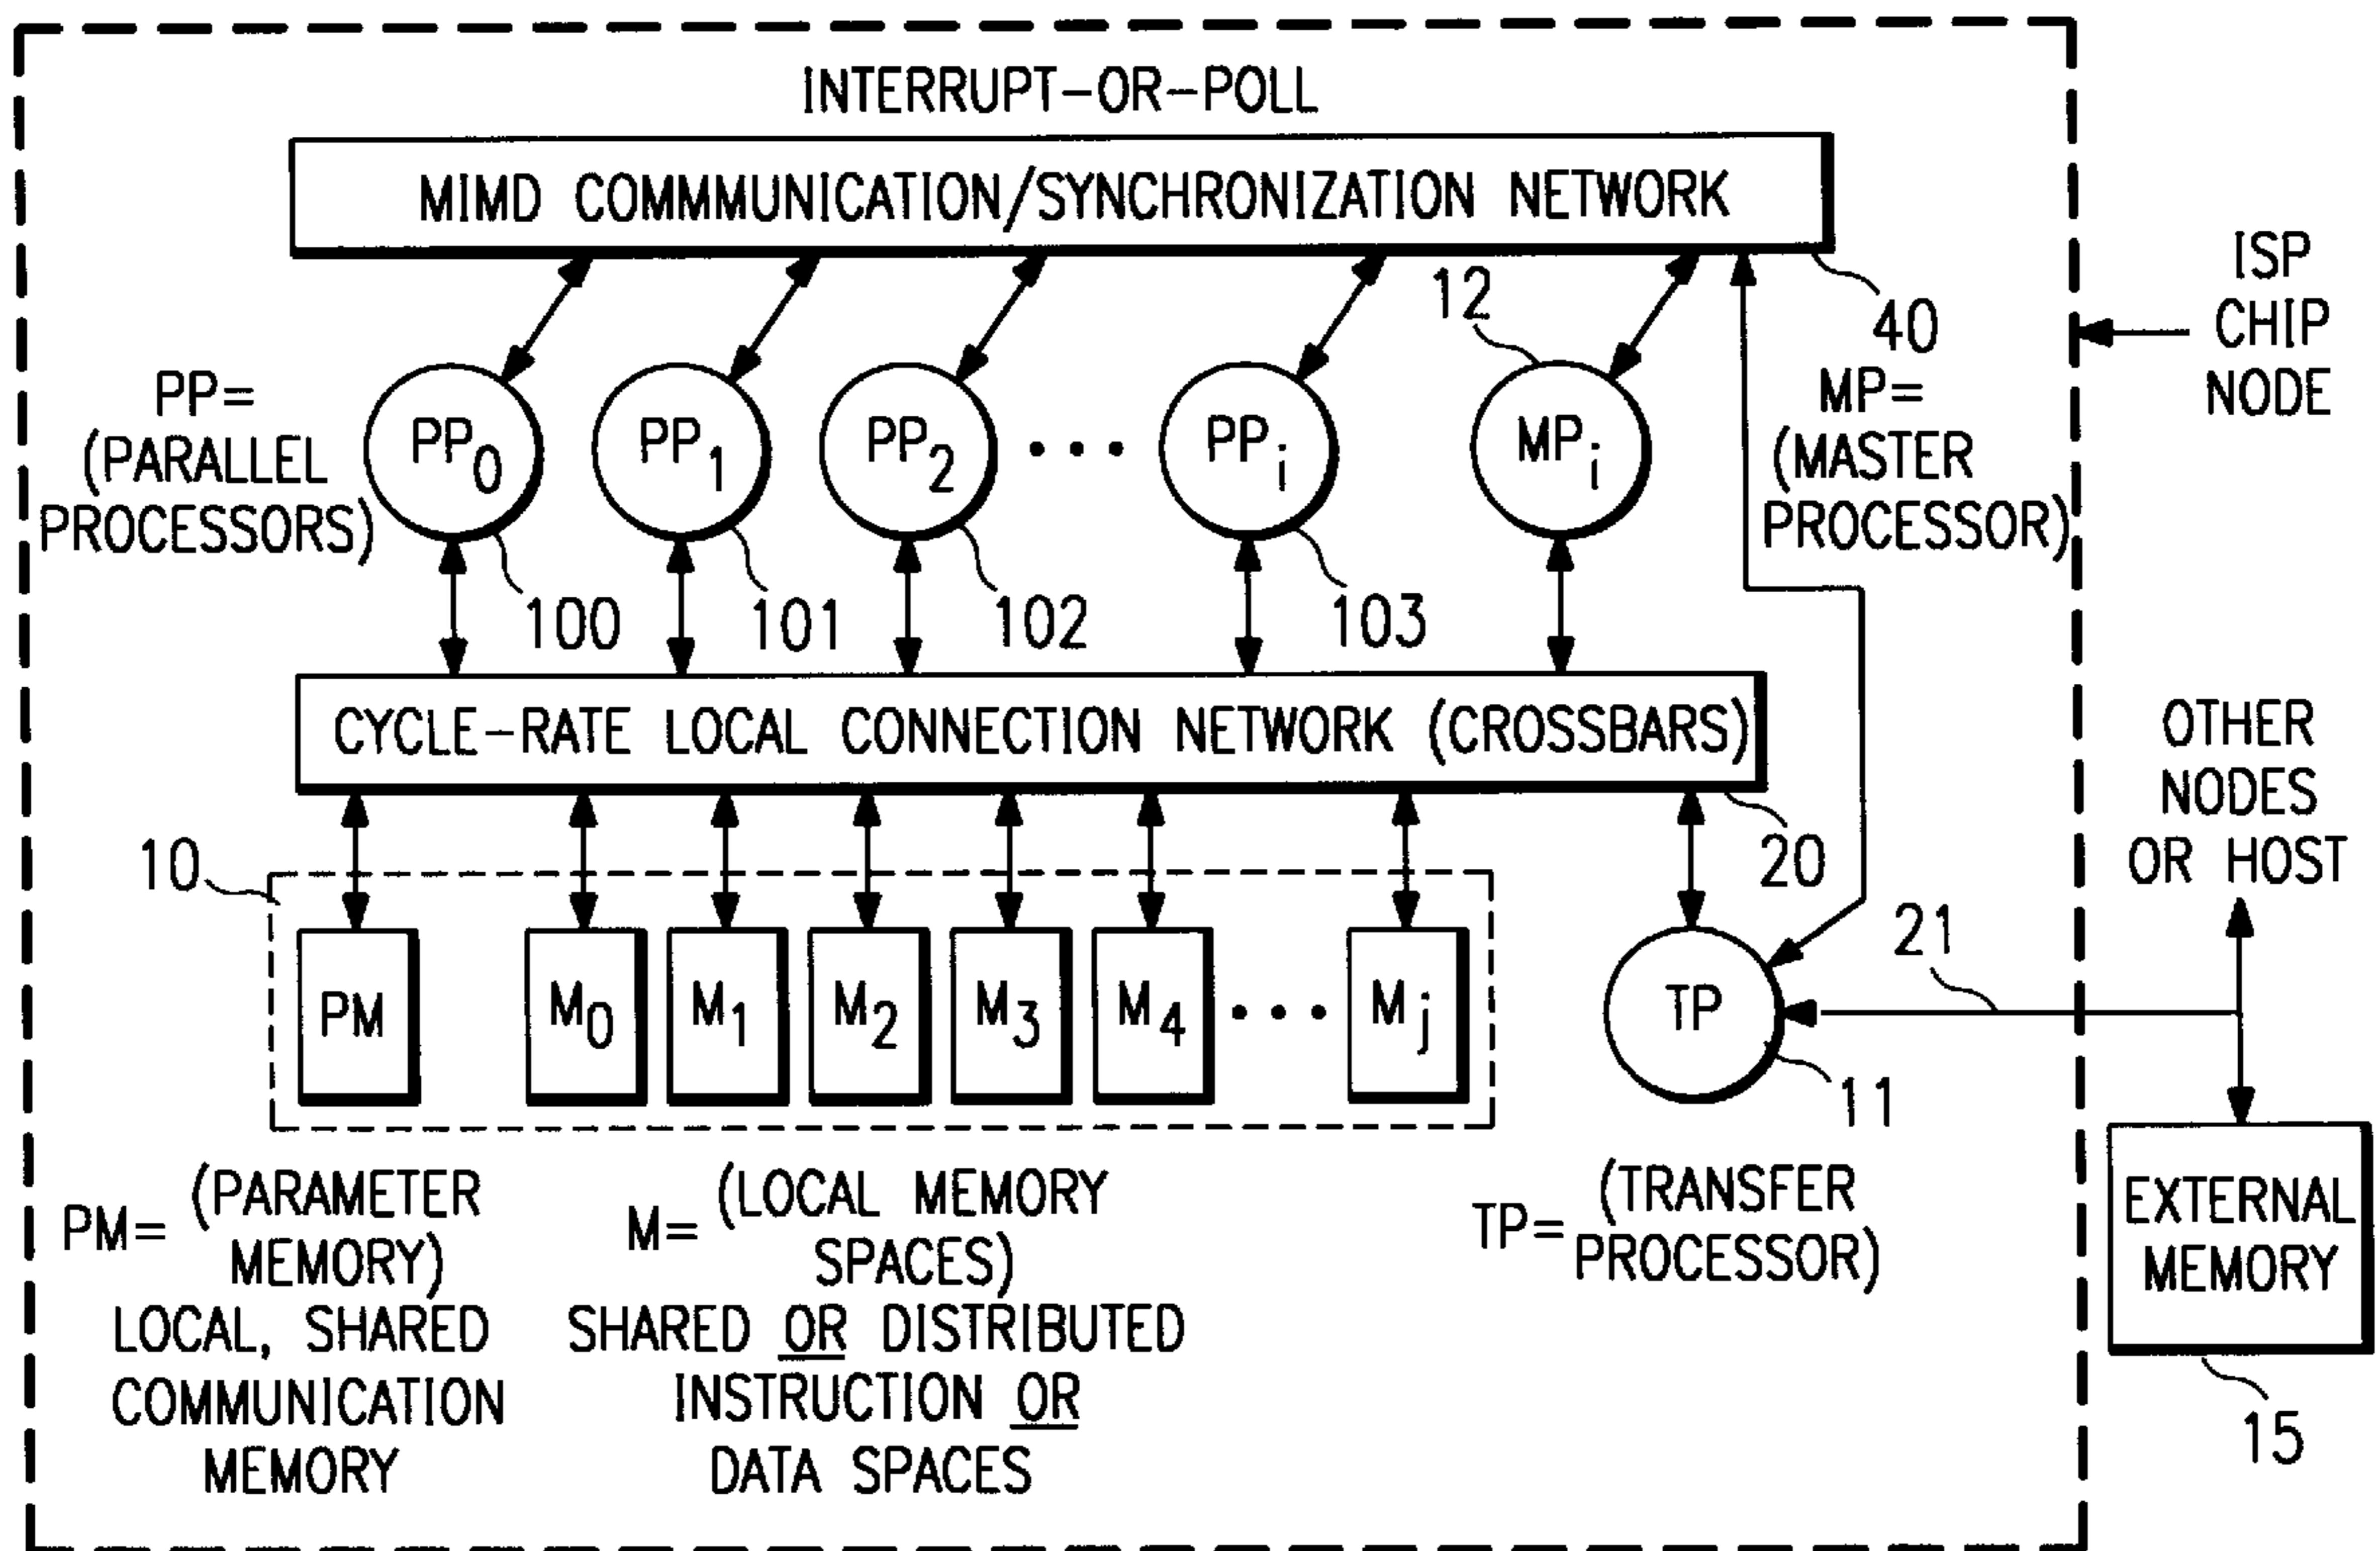 INTERRUPT-OR-POLL
MIMD COMMMUNICATION/SYNCHRONIZATION NETWORK
40
ISP
CHIP
NODE
12
PP=
(PARALLEL
PROCESSORS)
PP0
PP1
PP2
•••
PPi
MPi
MP=
(MASTER
PROCESSOR)
100
101
102
103
CYCLE-RATE LOCAL CONNECTION NETWORK (CROSSBARS)
20
OTHER
NODES
OR HOST
10
PM
M0
M1
M2
M3
M4
•••
Mj
TP
21
11
PM= (PARAMETER
MEMORY)
LOCAL, SHARED
COMMUNICATION
MEMORY
M= (LOCAL MEMORY
SPACES)
SHARED OR DISTRIBUTED
INSTRUCTION OR
DATA SPACES
TP= (TRANSFER
PROCESSOR)
EXTERNAL
MEMORY
15